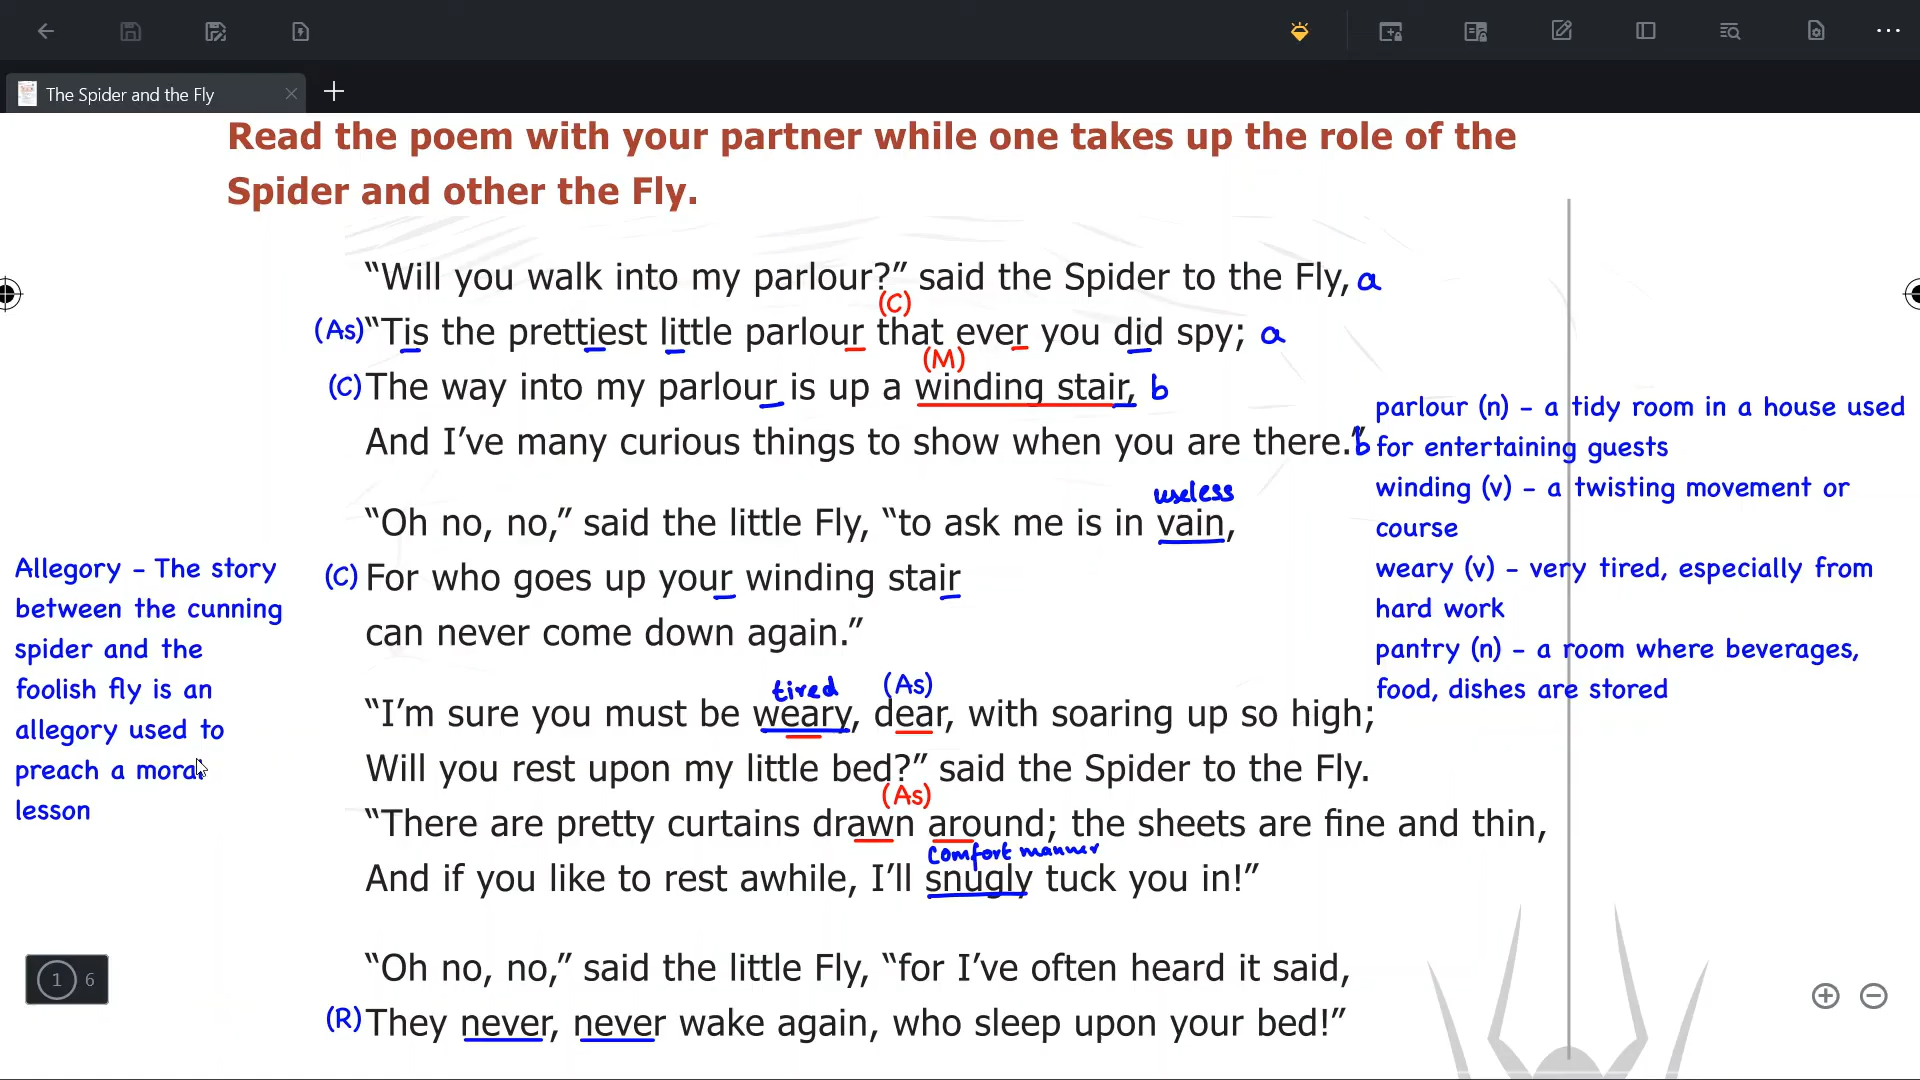 The Spider and the Fly
Read the poem with your partner while one takes up the role of the
Spider and other the Fly.
“Will you walk into my parlour?” said the Spider to the Fly, a
(C)
(As) “Tis the prettiest little parlour that ever you did spy; a
(M)
(C) The way into my parlour is up a winding stair, b
And I’ve many curious things to show when you are there.” b
parlour (n) - a tidy room in a house used
for entertaining guests
winding (v) - a twisting movement or
course
weary (v) - very tired, especially from
hard work
pantry (n) - a room where beverages,
food, dishes are stored
useless
“Oh no, no,” said the little Fly, “to ask me is in vain,
(C) For who goes up your winding stair
can never come down again.”
Allegory - The story
between the cunning
spider and the
foolish fly is an
allegory used to
preach a moral
lesson
tired (As)
“I’m sure you must be weary, dear, with soaring up so high;
Will you rest upon my little bed?” said the Spider to the Fly.
(As)
“There are pretty curtains drawn around; the sheets are fine and thin,
comfort manner
And if you like to rest awhile, I’ll snugly tuck you in!”
“Oh no, no,” said the little Fly, “for I’ve often heard it said,
(R) They never, never wake again, who sleep upon your bed!”
1 6